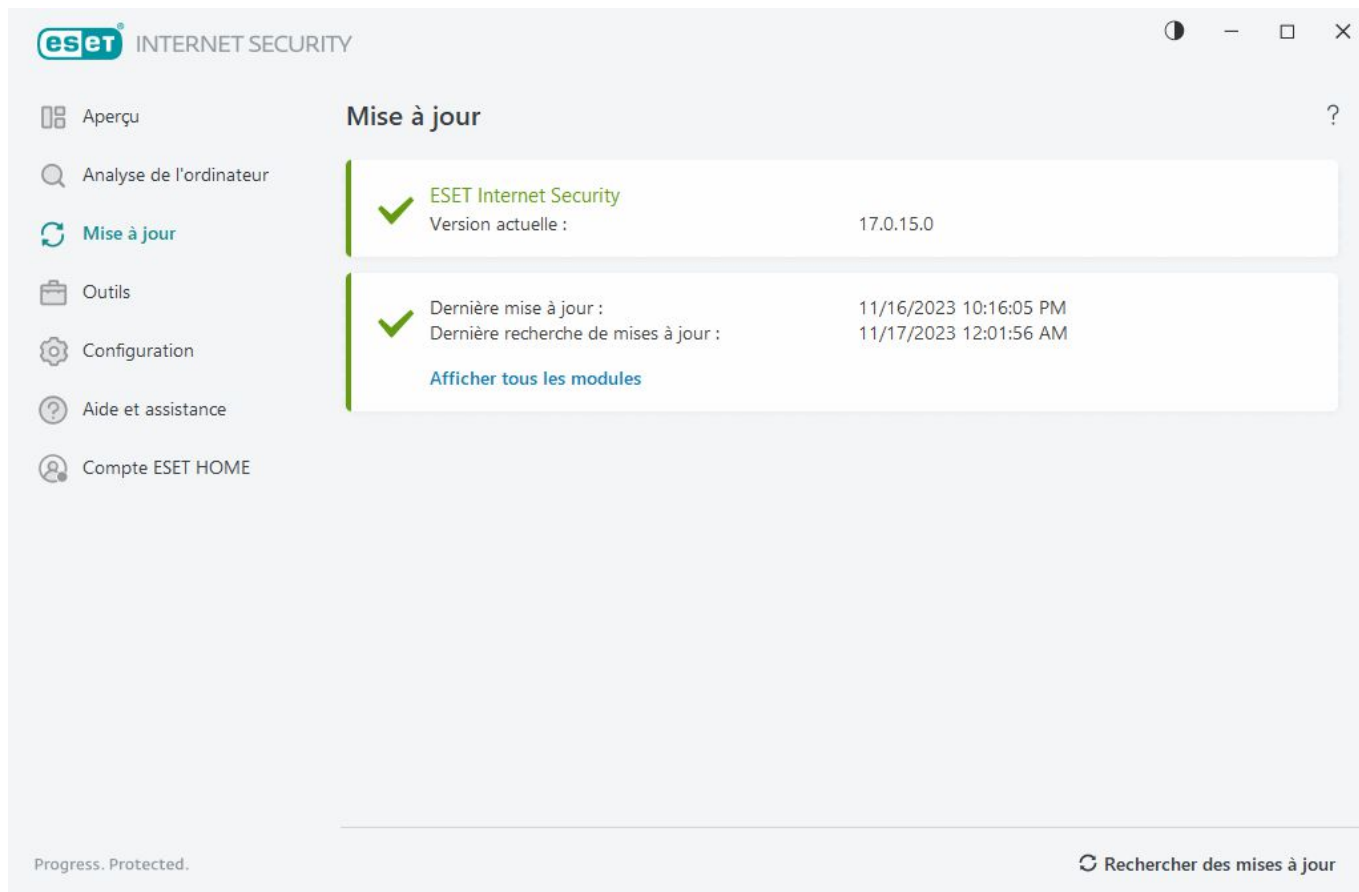 eset® INTERNET SECURITY
Aperçu
Analyse de l'ordinateur
Mise à jour
Outils
Configuration
Aide et assistance
Compte ESET HOME
Mise à jour
?
ESET Internet Security
Version actuelle : 17.0.15.0
Dernière mise à jour : 11/16/2023 10:16:05 PM
Dernière recherche de mises à jour : 11/17/2023 12:01:56 AM
Afficher tous les modules
Progress. Protected.
Rechercher des mises à jour